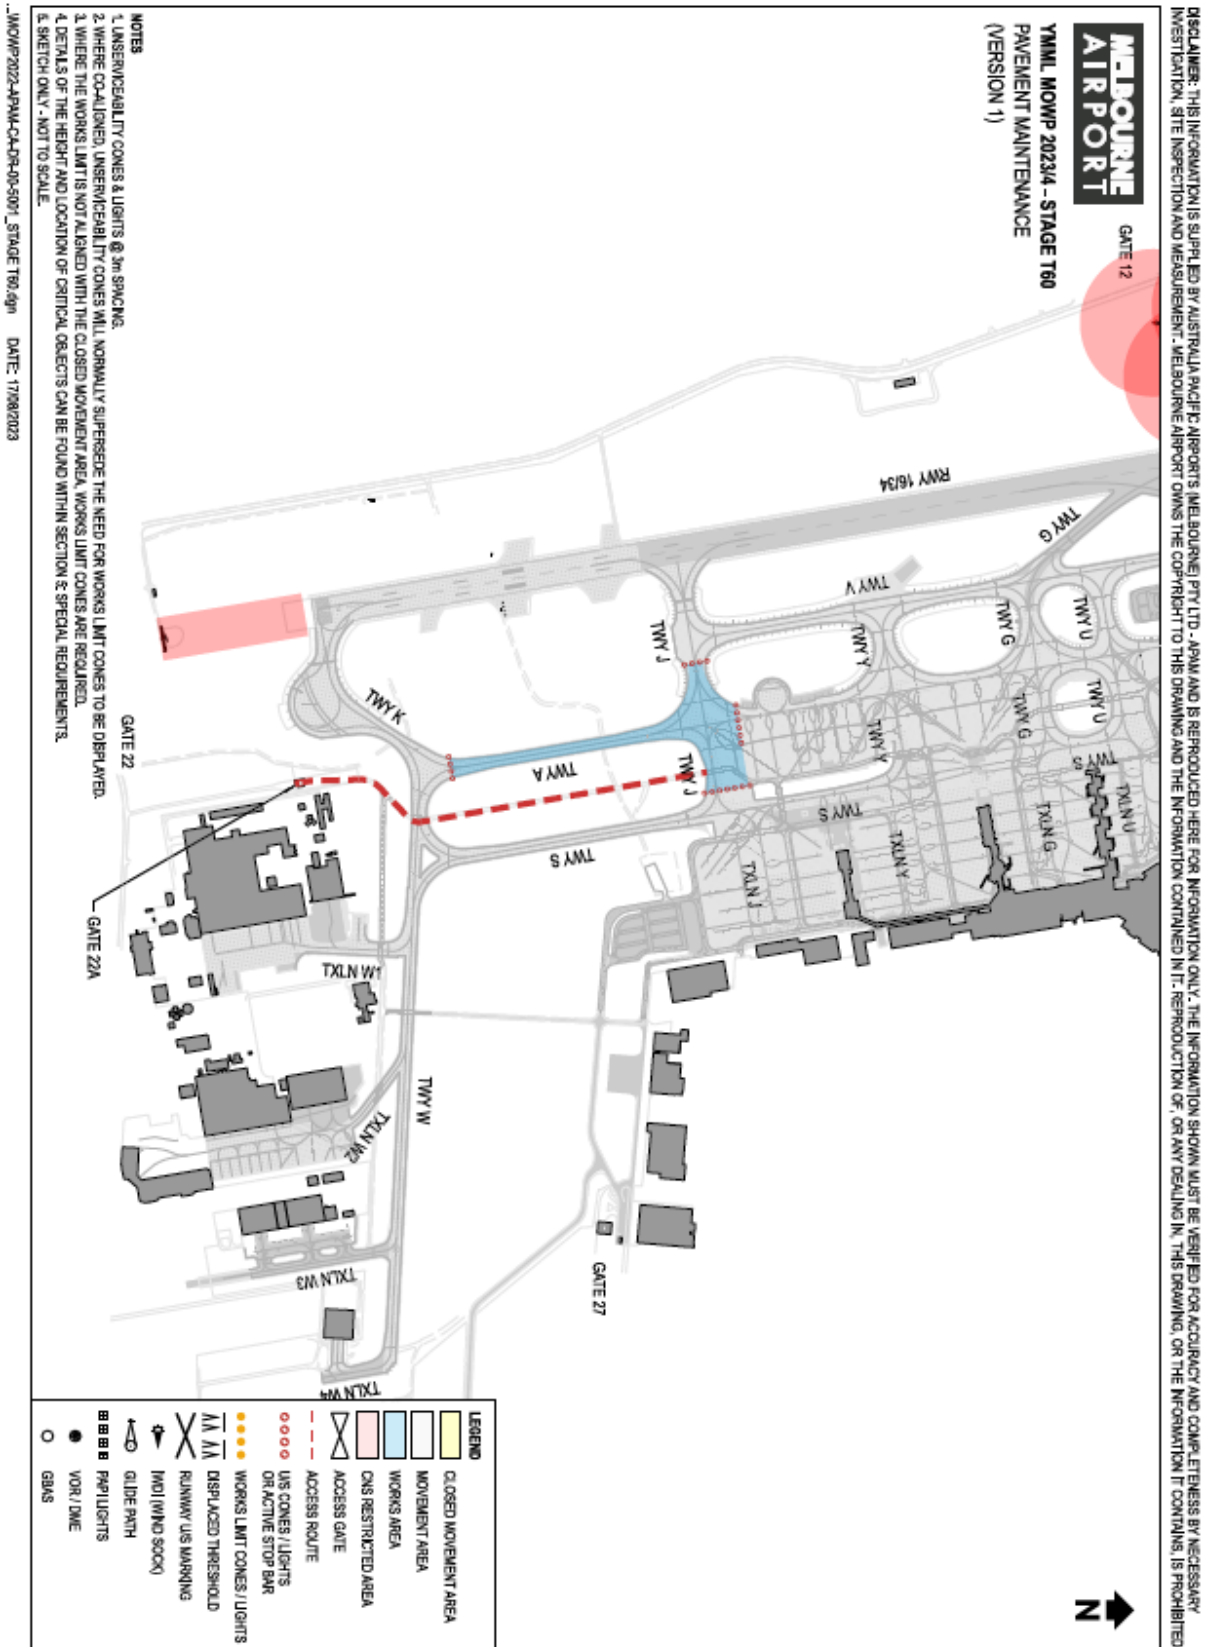 DISCLAIMER: THIS INFORMATION IS SUPPLIED BY AUSTRALIA PACIFIC AIRPORTS (MELBOURNE) PTY LTD - APAM AND IS REPRODUCED HERE FOR INFORMATION ONLY. THE INFORMATION SHOWN MUST BE VERIFIED FOR ACCURACY AND COMPLETENESS BY NECESSARY
INVESTIGATION, SITE INSPECTION AND MEASUREMENT. MELBOURNE AIRPORT OWNS THE COPYRIGHT TO THIS DRAWING AND THE INFORMATION CONTAINED IN IT. REPRODUCTION OF, OR ANY DEALING IN, THIS DRAWING, OR THE INFORMATION IT CONTAINS, IS PROHIBITED
MELBOURNE
AIRPORT
YMML MOWP 2023/4 - STAGE T60
PAVEMENT MAINTENANCE
(VERSION 1)
GATE 12
N
RWY 16/34
TWY G
TWY V
TWY U
TWY G
TWY Y
TWY J
TWY U
TWY G
TWY Y
TWY K
TWY A
TWY J
TWY S
TWY S
TWY S
TXLN U
TXLN G
TXLN Y
TXLN J
GATE 22
GATE 22A
TXLN W1
TWY W
TXLN W2
TXLN W3
TXLN W4
GATE 27
NOTES
1. UNSERVICEABILITY CONES & LIGHTS @ 3m SPACING.
2. WHERE CO-ALIGNED, UNSERVICEABILITY CONES WILL NORMALLY SUPERSEDE THE NEED FOR WORKS LIMIT CONES TO BE DISPLAYED.
3. WHERE THE WORKS LIMIT IS NOT ALIGNED WITH THE CLOSED MOVEMENT AREA, WORKS LIMIT CONES ARE REQUIRED.
4. DETAILS OF THE HEIGHT AND LOCATION OF CRITICAL OBJECTS CAN BE FOUND WITHIN SECTION 5: SPECIAL REQUIREMENTS.
5. SKETCH ONLY - NOT TO SCALE.
LEGEND
CLOSED MOVEMENT AREA
MOVEMENT AREA
WORKS AREA
CNS RESTRICTED AREA
ACCESS GATE
ACCESS ROUTE
U/S CONES / LIGHTS
OR ACTIVE STOP BAR
WORKS LIMIT CONES / LIGHTS
DISPLACED THRESHOLD
RUNWAY U/S MARKING
IWDI (WIND SOCK)
GLIDE PATH
PAPI LIGHTS
VOR / DME
GBAS
...\MOWP2022-APAM-CA-DR-00-5001_STAGE T60.dgn DATE: 17/08/2023